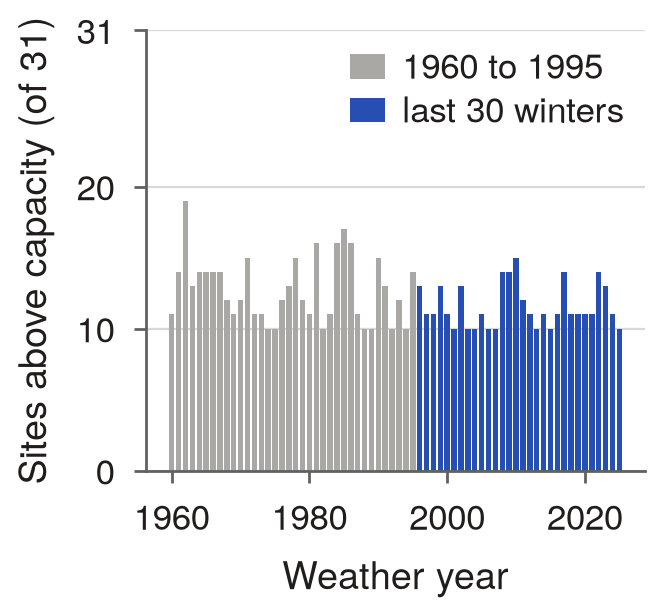 Sites above capacity (of 31)
31
20
10
0
1960 to 1995
last 30 winters
1960 1980 2000 2020
Weather year